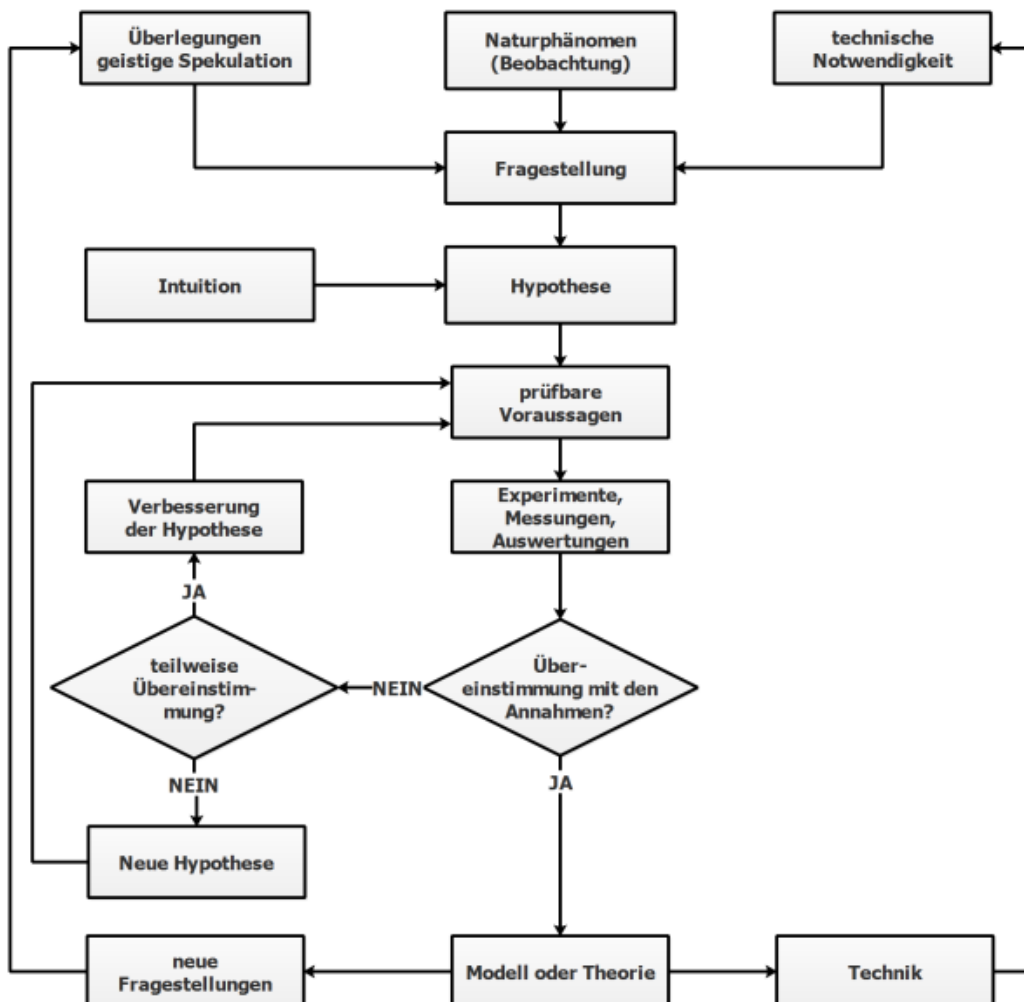 Überlegungen
geistige Spekulation
Naturphänomen
(Beobachtung)
technische
Notwendigkeit
Fragestellung
Intuition
Hypothese
prüfbare
Voraussagen
Verbesserung
der Hypothese
Experimente,
Messungen,
Auswertungen
JA
teilweise
Übereinstim-
mung?
NEIN
Über-
einstimmung mit den
Annahmen?
NEIN
JA
Neue Hypothese
neue
Fragestellungen
Modell oder Theorie
Technik